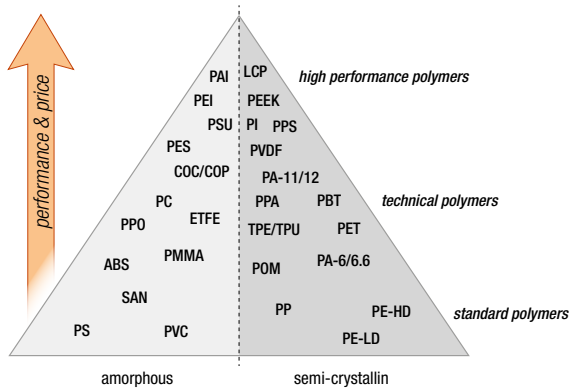 performance & price
PAI LCP
high performance polymers
PEI PEEK
PSU PI PPS
PES PVDF
COC/COP PA-11/12
PC PPA PBT
technical polymers
PPO ETFE TPE/TPU PET
ABS PMMA POM PA-6/6.6
SAN PP PE-HD
standard polymers
PS PVC PE-LD
amorphous semi-crystallin